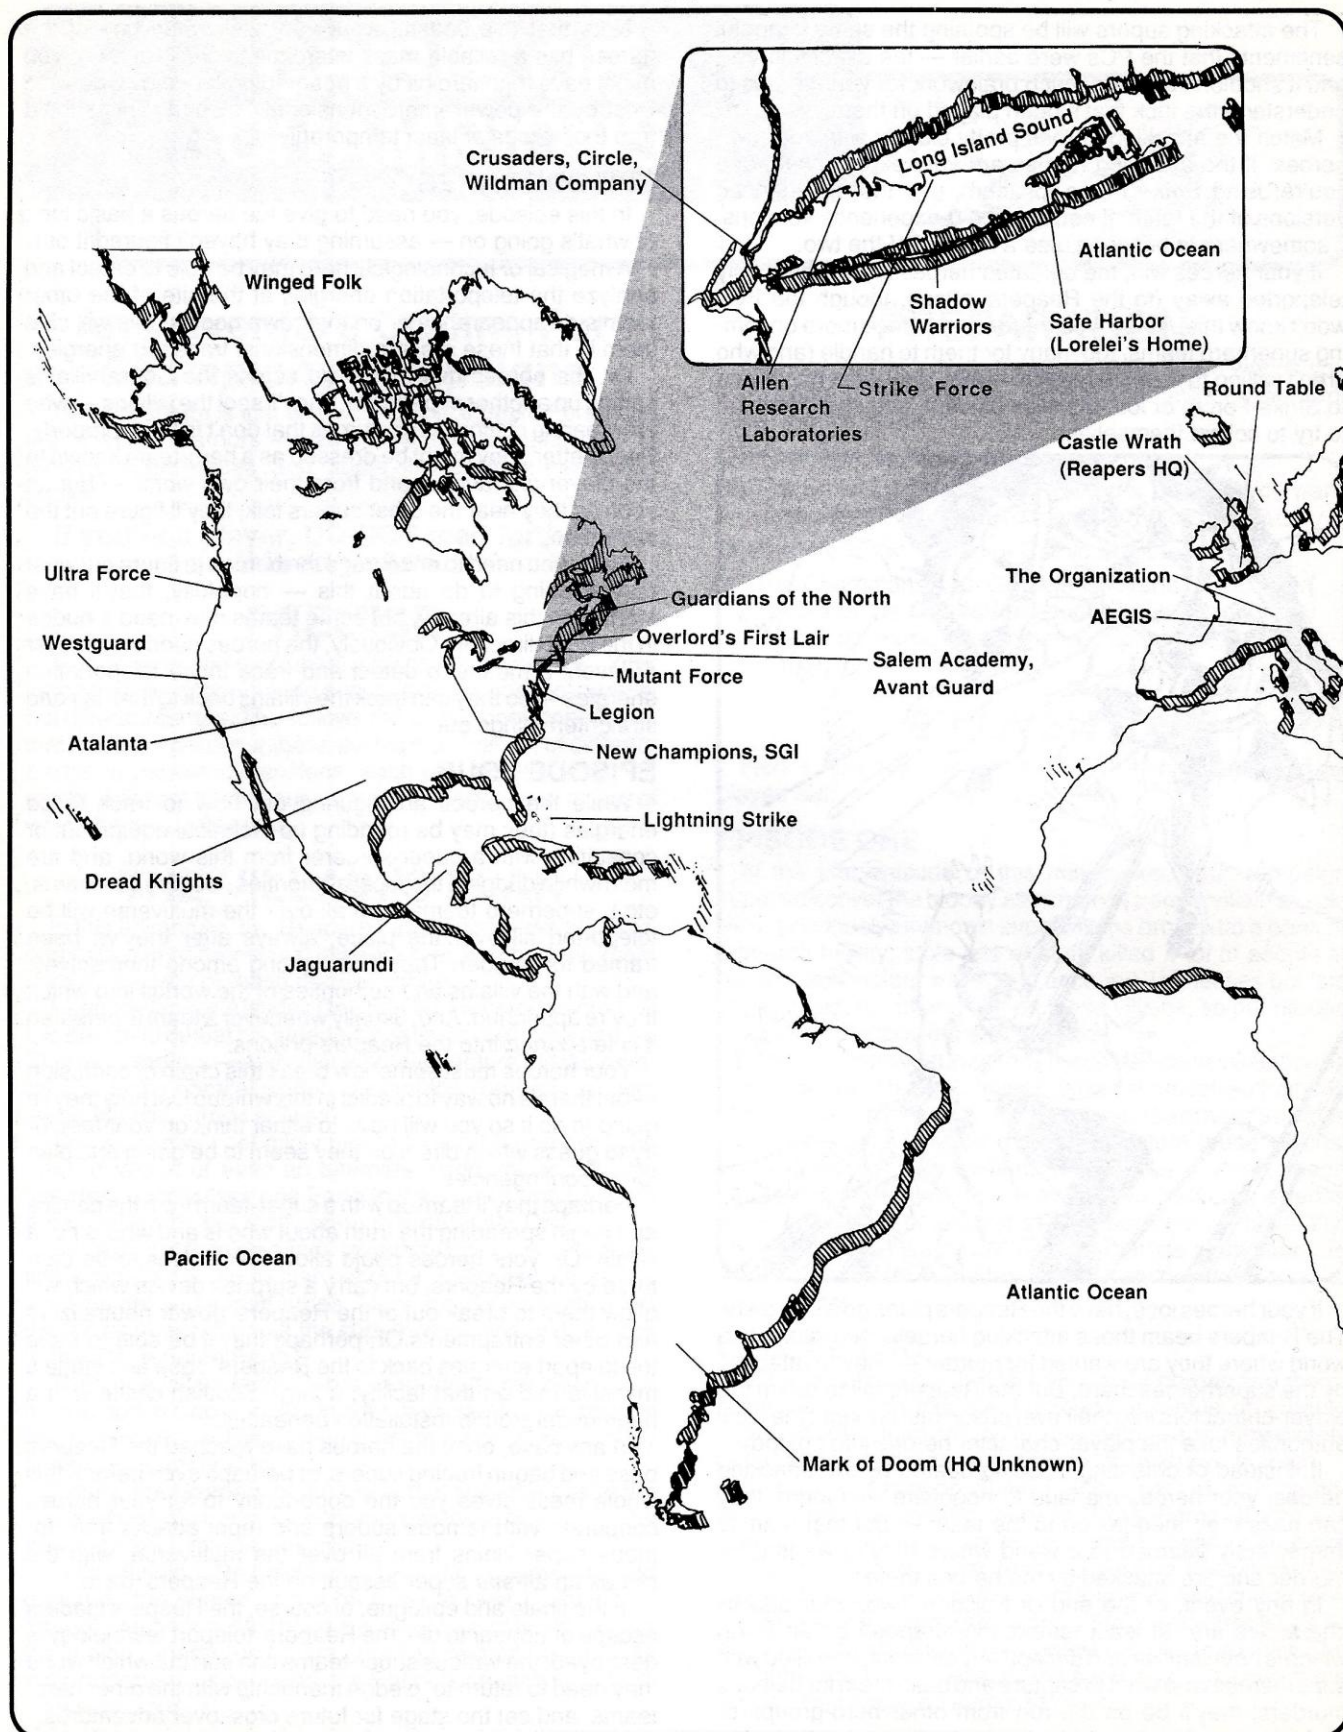 Crusaders, Circle,
Wildman Company
Long Island Sound
Atlantic Ocean
Shadow
Warriors
Safe Harbor
(Lorelei's Home)
Allen
Research
Laboratories
Strike Force
Winged Folk
Round Table
Castle Wrath
(Reapers HQ)
Ultra Force
The Organization
Guardians of the North
AEGIS
Westguard
Overlord's First Lair
Salem Academy,
Avant Guard
Mutant Force
Legion
Atalanta
New Champions, SGI
Lightning Strike
Dread Knights
Jaguarundi
Pacific Ocean
Atlantic Ocean
Mark of Doom (HQ Unknown)